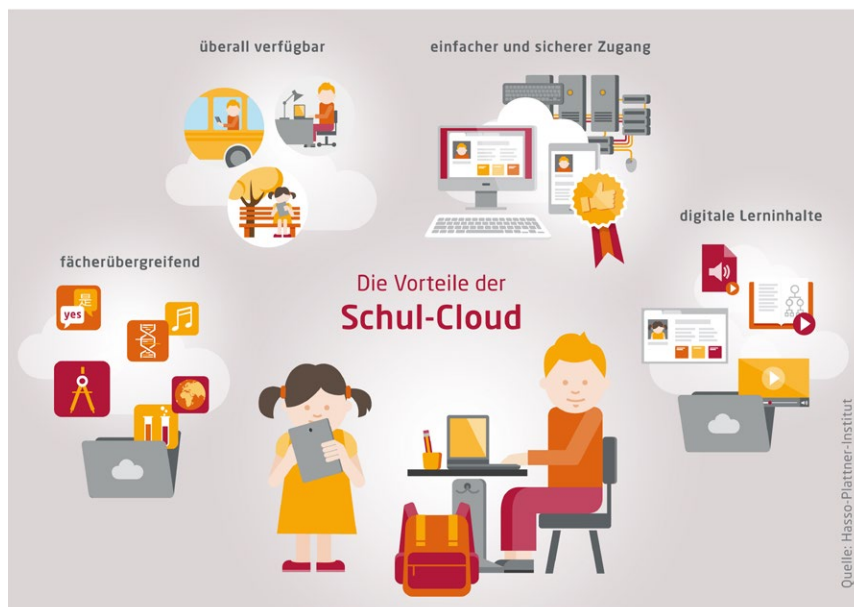 überall verfügbar
einfacher und sicherer Zugang
digitale Lerninhalte
fächerübergreifend
是
yes
Die Vorteile der
Schul-Cloud
Quelle: Hasso-Plattner-Institut